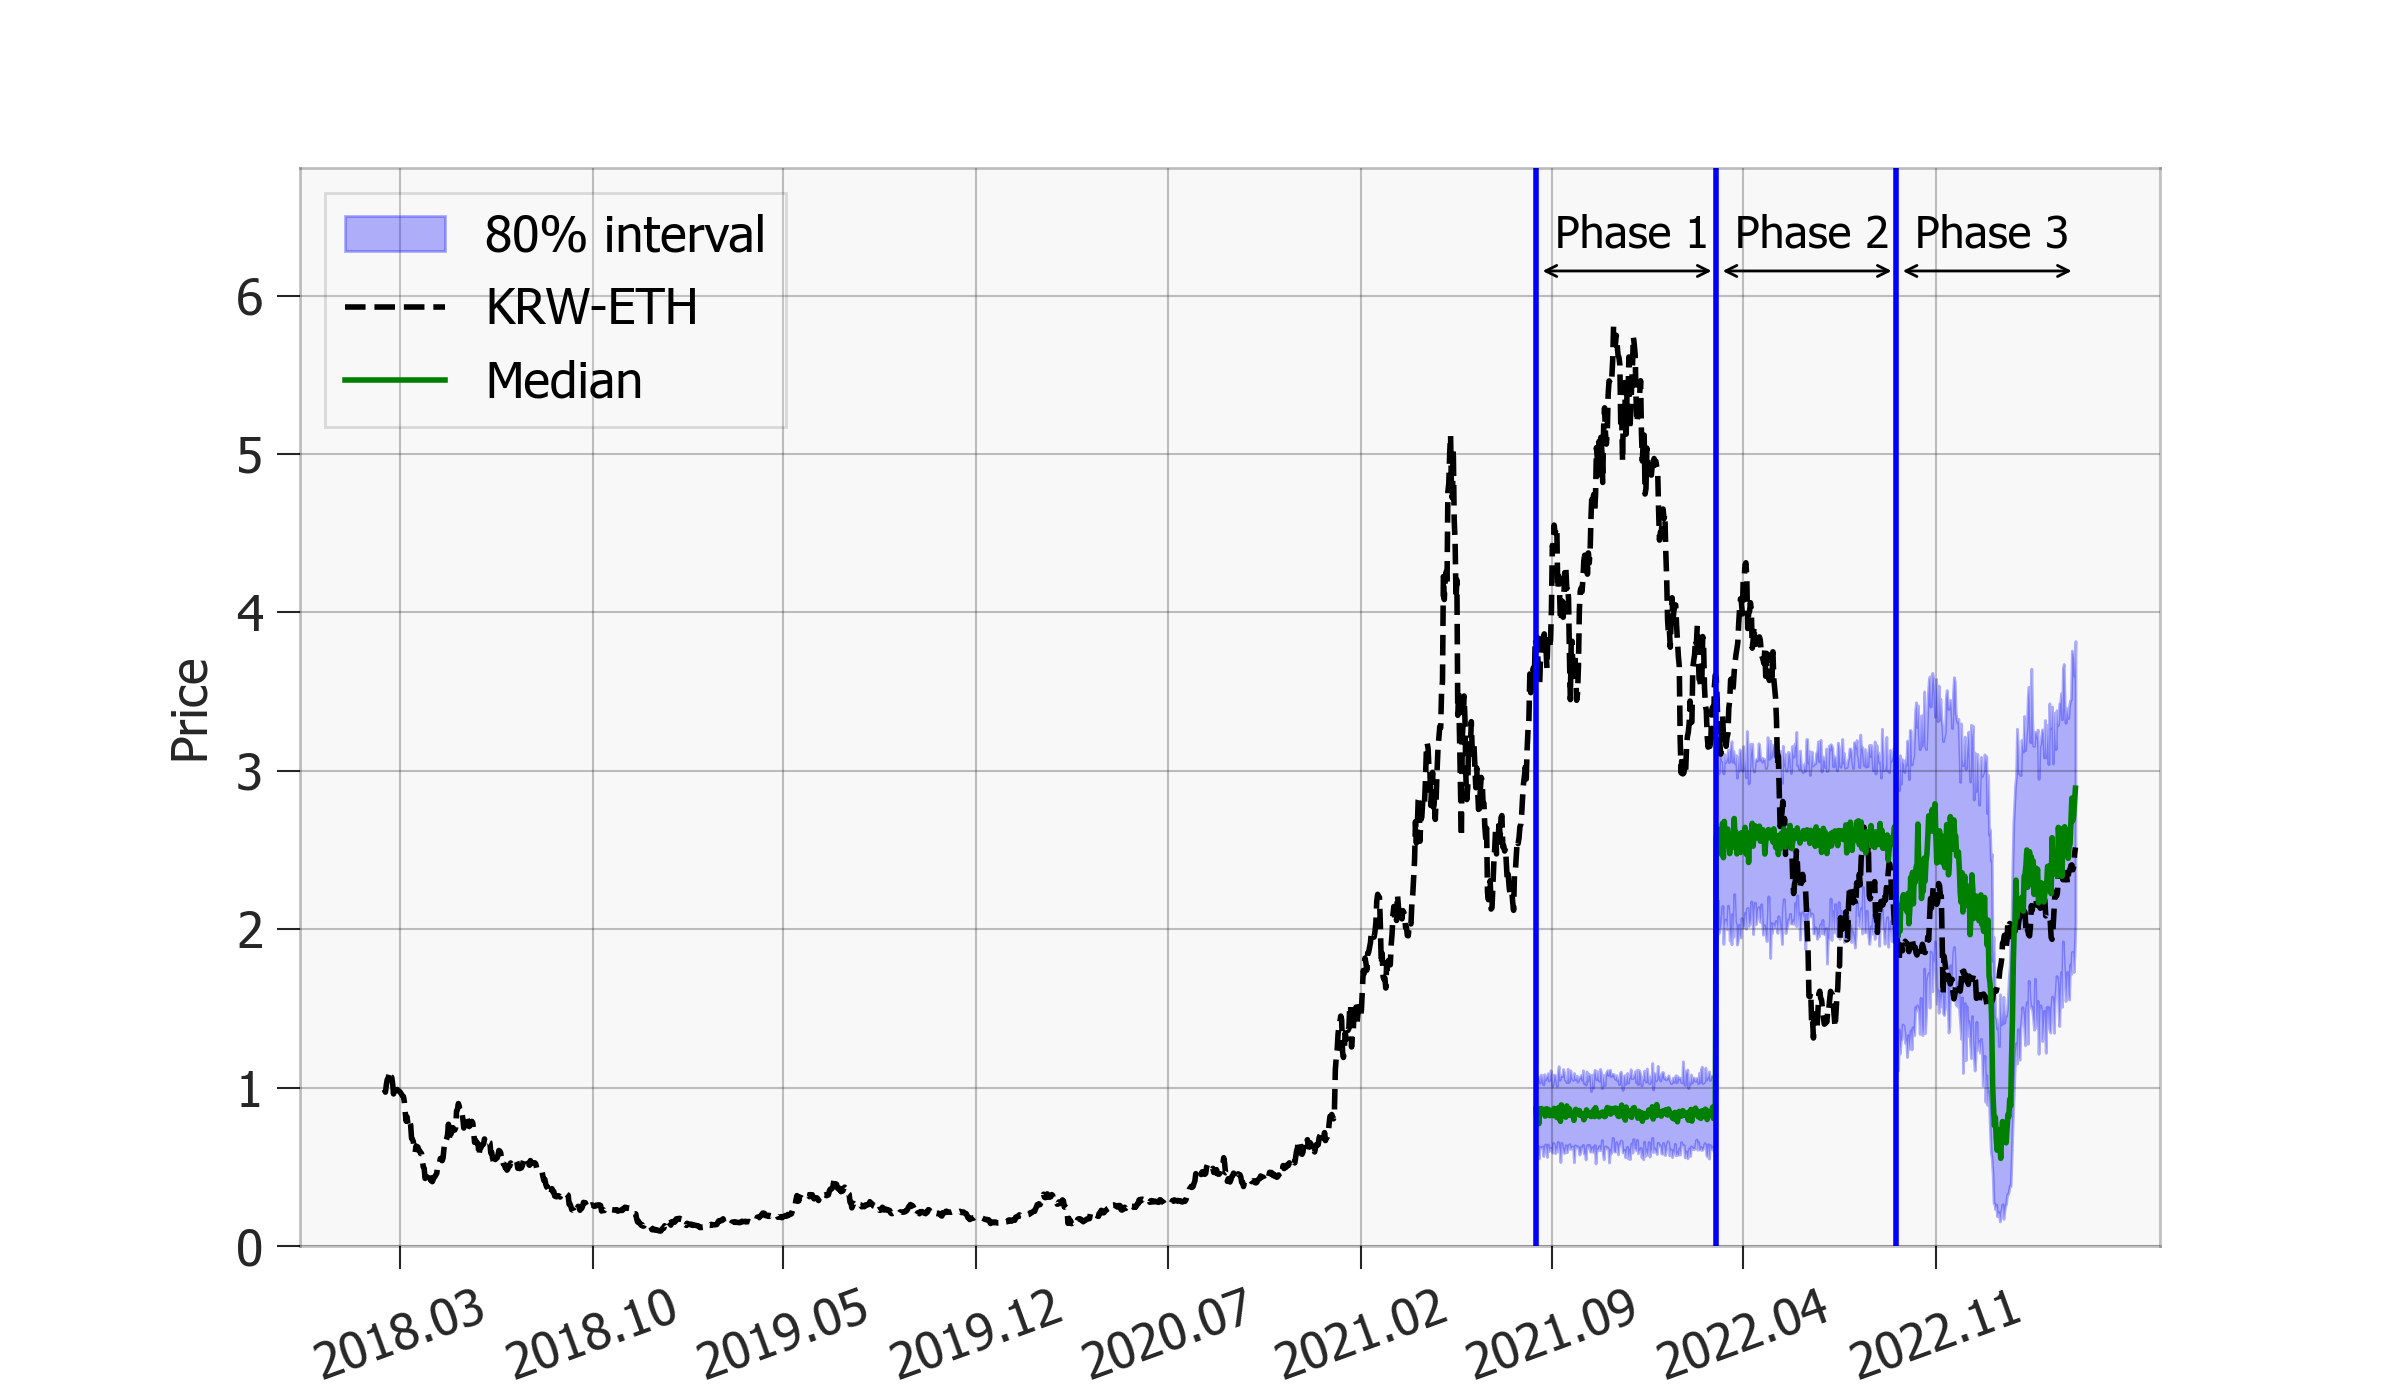 80% interval
KRW-ETH
Median
Phase 1
Phase 2
Phase 3
Price
6
5
4
3
2
1
0
2018.03
2018.10
2019.05
2019.12
2020.07
2021.02
2021.09
2022.04
2022.11